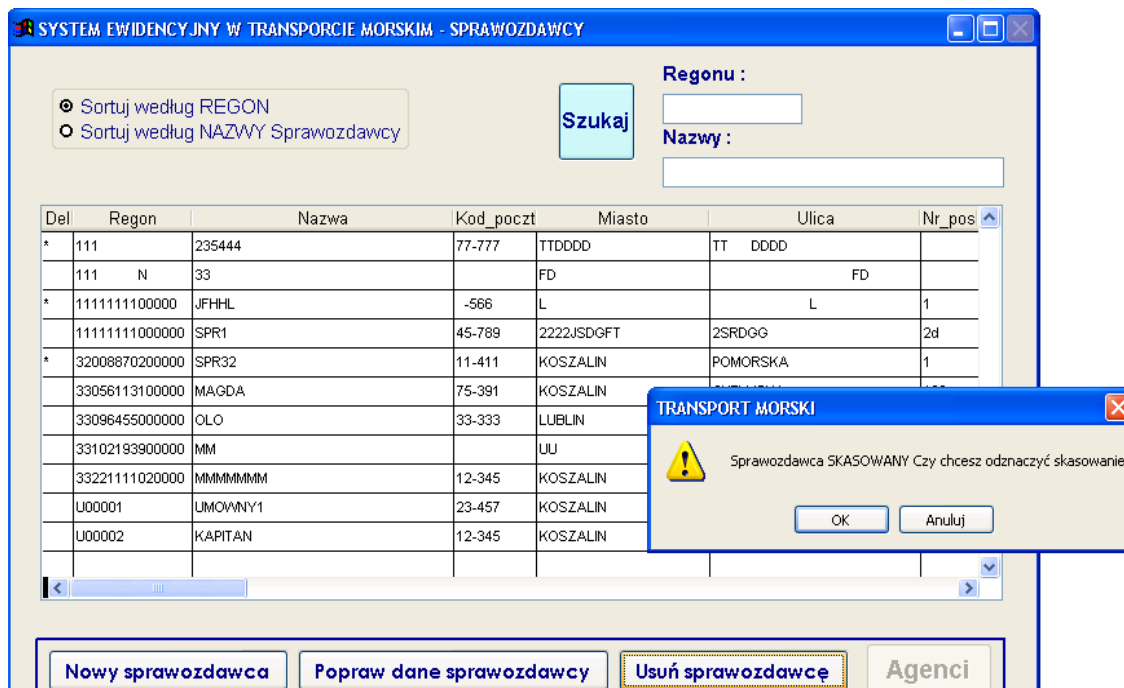 SYSTEM EWIDENCYJNY W TRANSPORCIE MORSKIM - SPRAWOZDAWCY
Regonu :
Sortuj według REGON
Sortuj według NAZWY Sprawozdawcy
Szukaj
Nazwy :
Del Regon Nazwa Kod_poczt Miasto Ulica Nr_pos
* 111 235444 77-777 TTDDDD TT DDDD
111 N 33 FD FD
* 1111111100000 JFHHL -566 L L 1
11111111000000 SPR1 45-789 2222JSDGFT 2SRDGG 2d
* 32008870200000 SPR32 11-411 KOSZALIN POMORSKA 1
33056113100000 MAGDA 75-391 KOSZALIN
33096455000000 OLO 33-333 LUBLIN
33102193900000 MM UU
33221111020000 MMMMMMM 12-345 KOSZALIN
U00001 UMOWNY1 23-457 KOSZALIN
U00002 KAPITAN 12-345 KOSZALIN
TRANSPORT MORSKI
Sprawozdawca SKASOWANY Czy chcesz odznaczyć skasowanie
OK Anuluj
Nowy sprawozdawca Popraw dane sprawozdawcy Usuń sprawozdawcę Agenci